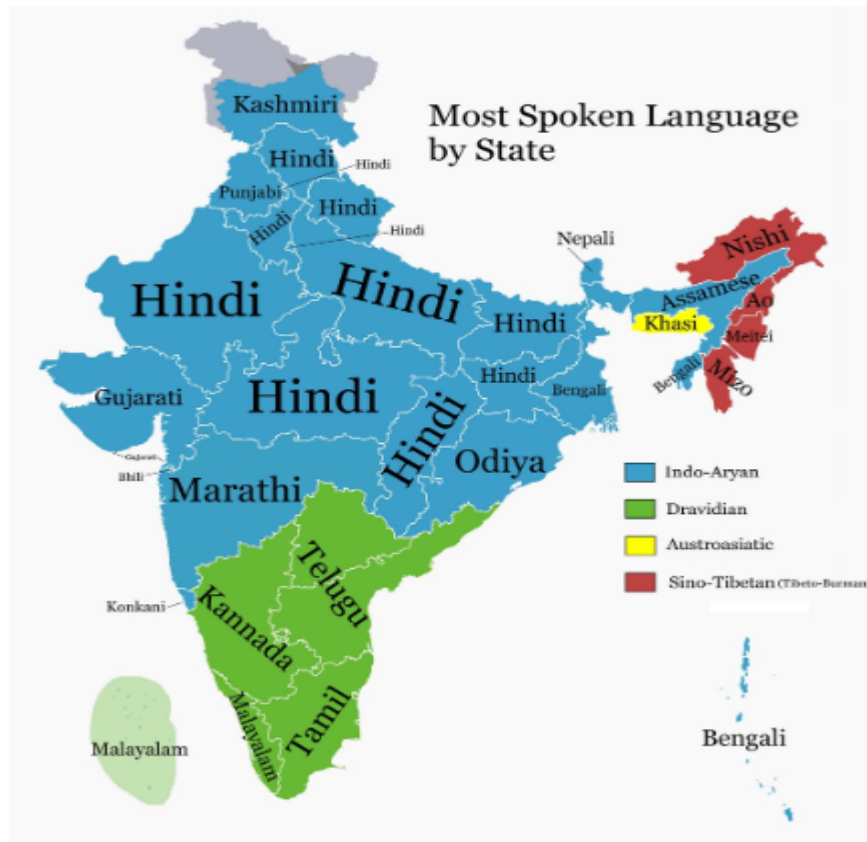 Kashmiri
Most Spoken Language
by State
Hindi
Hindi
Punjabi
Hindi
Hindi
Hindi
Nepali
Nishi
Hindi
Hindi
Assamese
Ao
Hindi
Khasi
Meitei
Hindi
Bengali
Mizo
Gujarati
Hindi
Bengali
Hindi
Gujarati
Bhili
Marathi
Odiya
Indo-Aryan
Dravidian
Austroasiatic
Sino-Tibetan (Tibeto-Burman
Telugu
Konkani
Kannada
Malayalam
Tamil
Malayalam
Bengali